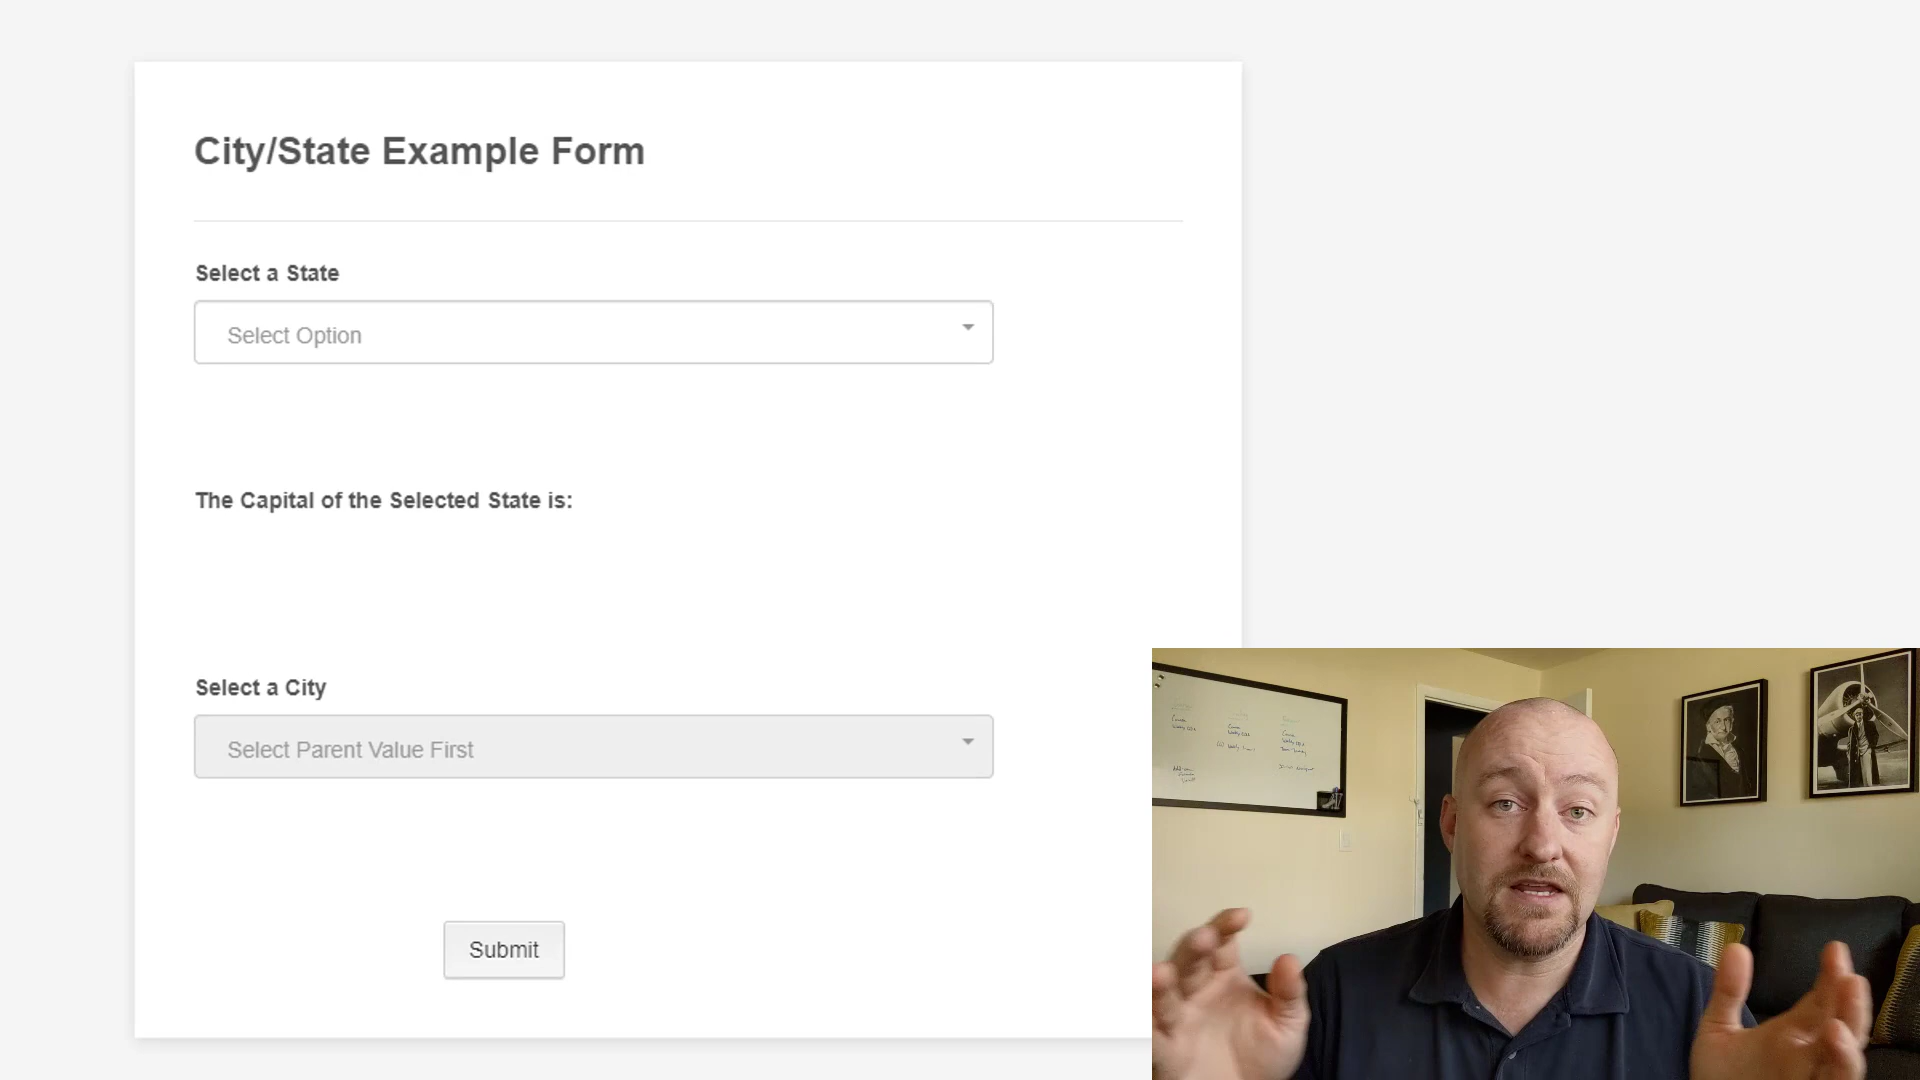 City/State Example Form
Select a State
Select Option
The Capital of the Selected State is:
Select a City
Select Parent Value First
Submit